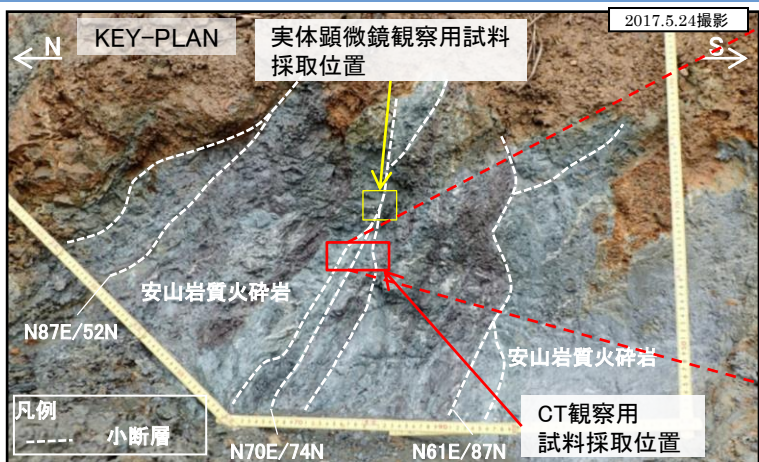 2017.5.24撮影
N
KEY-PLAN
実体顕微鏡観察用試料
採取位置
S
安山岩質火砕岩
N87E/52N
安山岩質火砕岩
凡例
小断層
N70E/74N
N61E/87N
CT観察用
試料採取位置